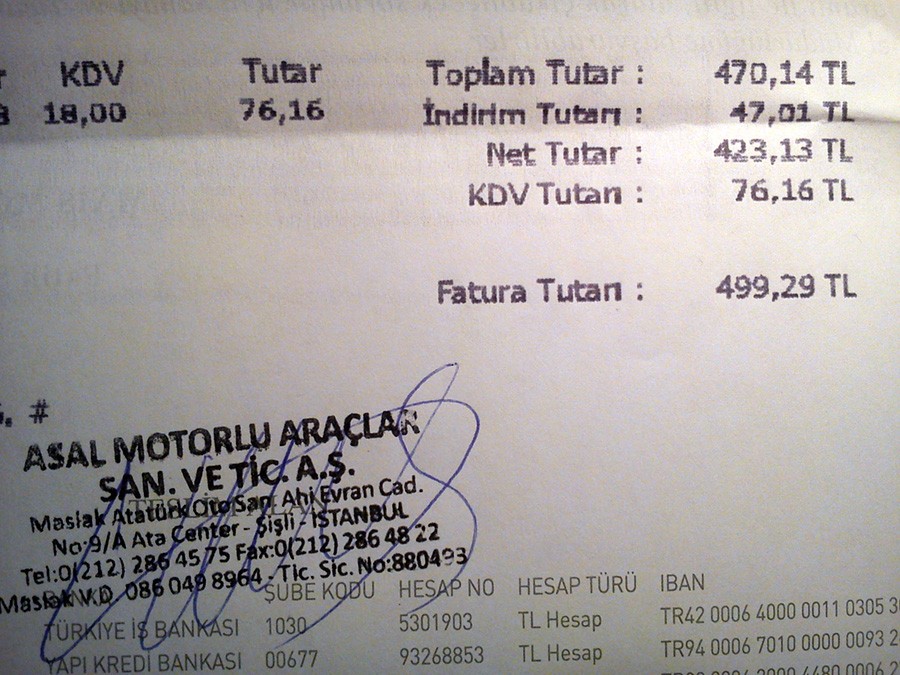 KDV Tutar Toplam Tutar : 470,14 TL
18,00 76,16 İndirim Tutarı : 47,01 TL
Net Tutar : 423,13 TL
KDV Tutarı : 76,16 TL
Fatura Tutarı : 499,29 TL
#
ASAL MOTORLU ARAÇLAR
SAN. VE TİC. A.Ş.
Maslak Atatürk Oto San. Ahi Evran Cad.
No:9/A Ata Center - Şişli - İSTANBUL
Tel:0(212) 286 45 75 Fax:0(212) 286 48 22
Maslak V.D. 086 049 8964 - Tic. Sic. No:880493
BANKA ŞUBE KODU HESAP NO HESAP TÜRÜ IBAN
TÜRKİYE İŞ BANKASI 1030 5301903 TL Hesap TR42 0006 4000 0011 0305 30
YAPI KREDİ BANKASI 00677 93268853 TL Hesap TR94 0006 7010 0000 0093 2